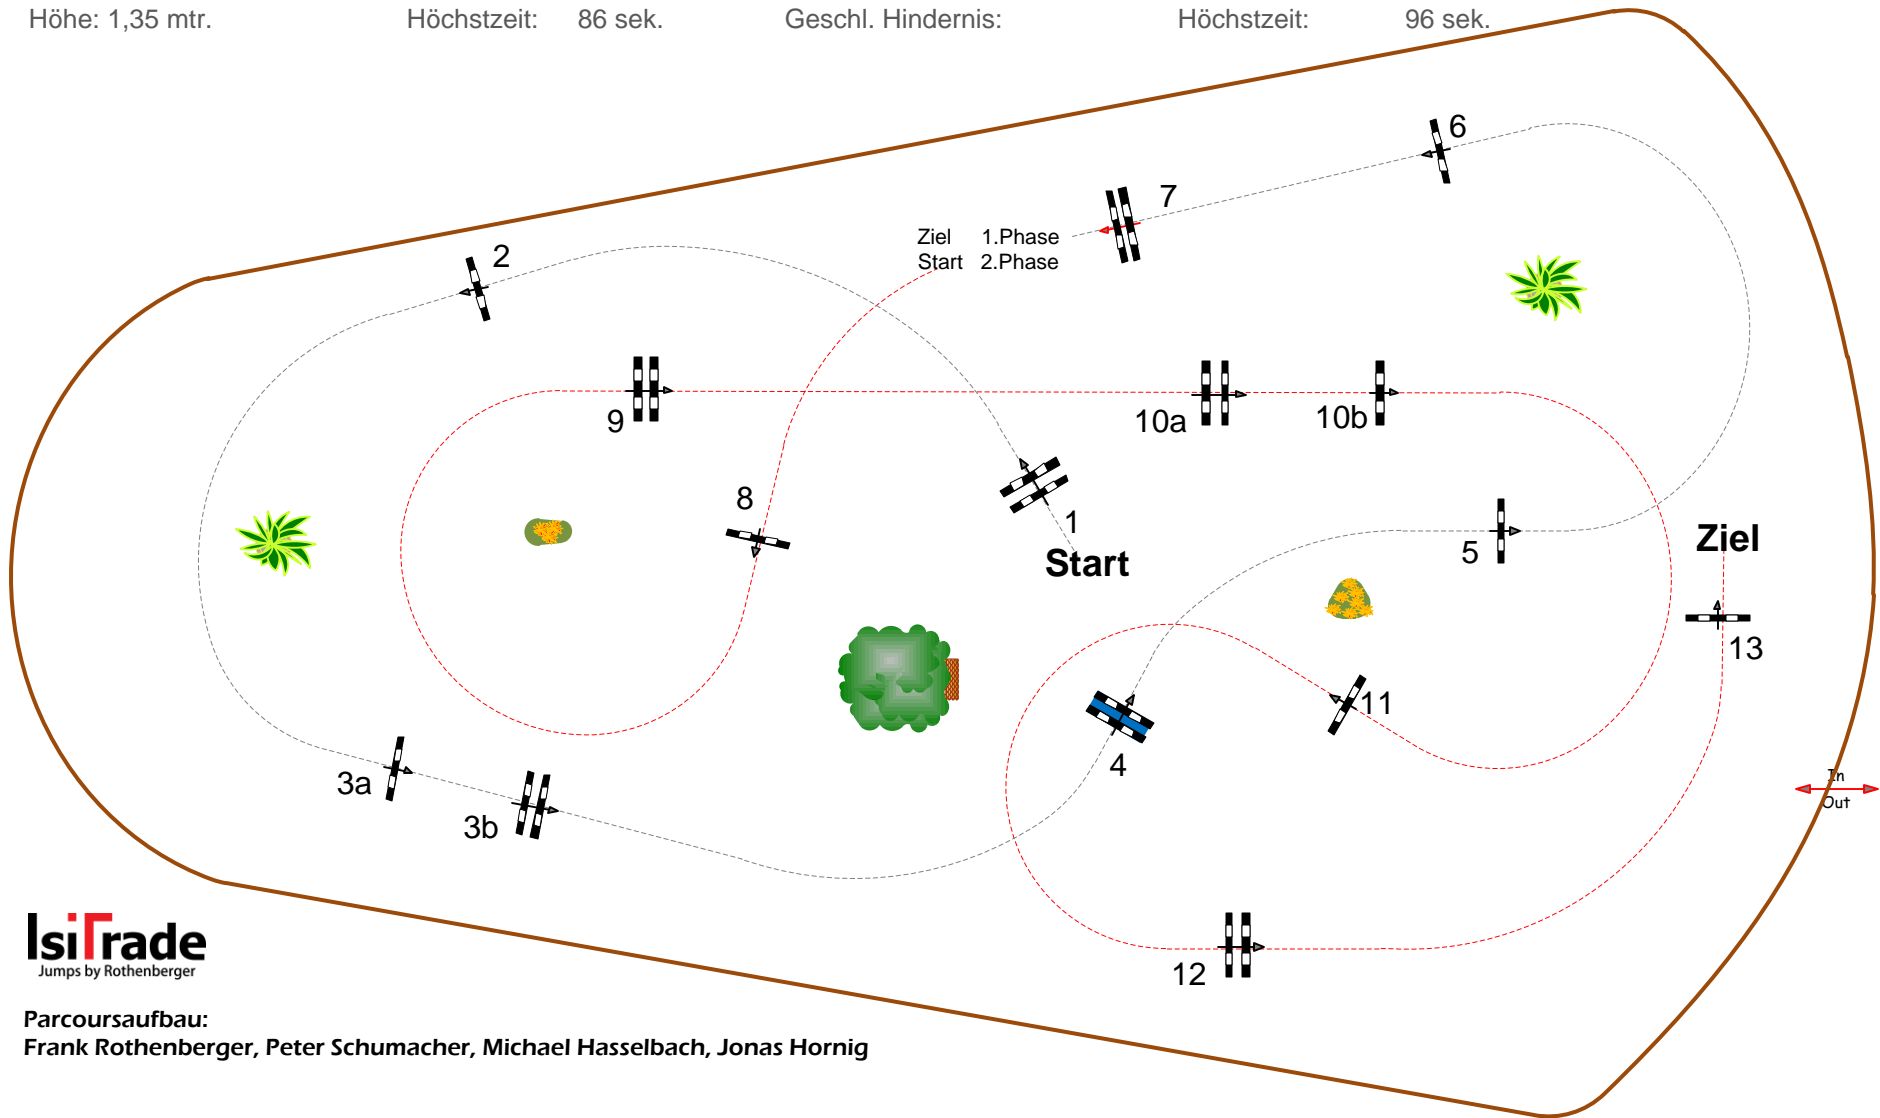 Höhe: 1,35 mtr. Höchstzeit: 86 sek. Geschl. Hindernis: Höchstzeit: 96 sek.
6
7
Ziel 1.Phase
Start 2.Phase
2
9
10a
10b
8
1
Start
5
Ziel
13
11
4
3a
3b
In
Out
12
IsiTrade
Jumps by Rothenberger
Parcoursaufbau:
Frank Rothenberger, Peter Schumacher, Michael Hasselbach, Jonas Hornig